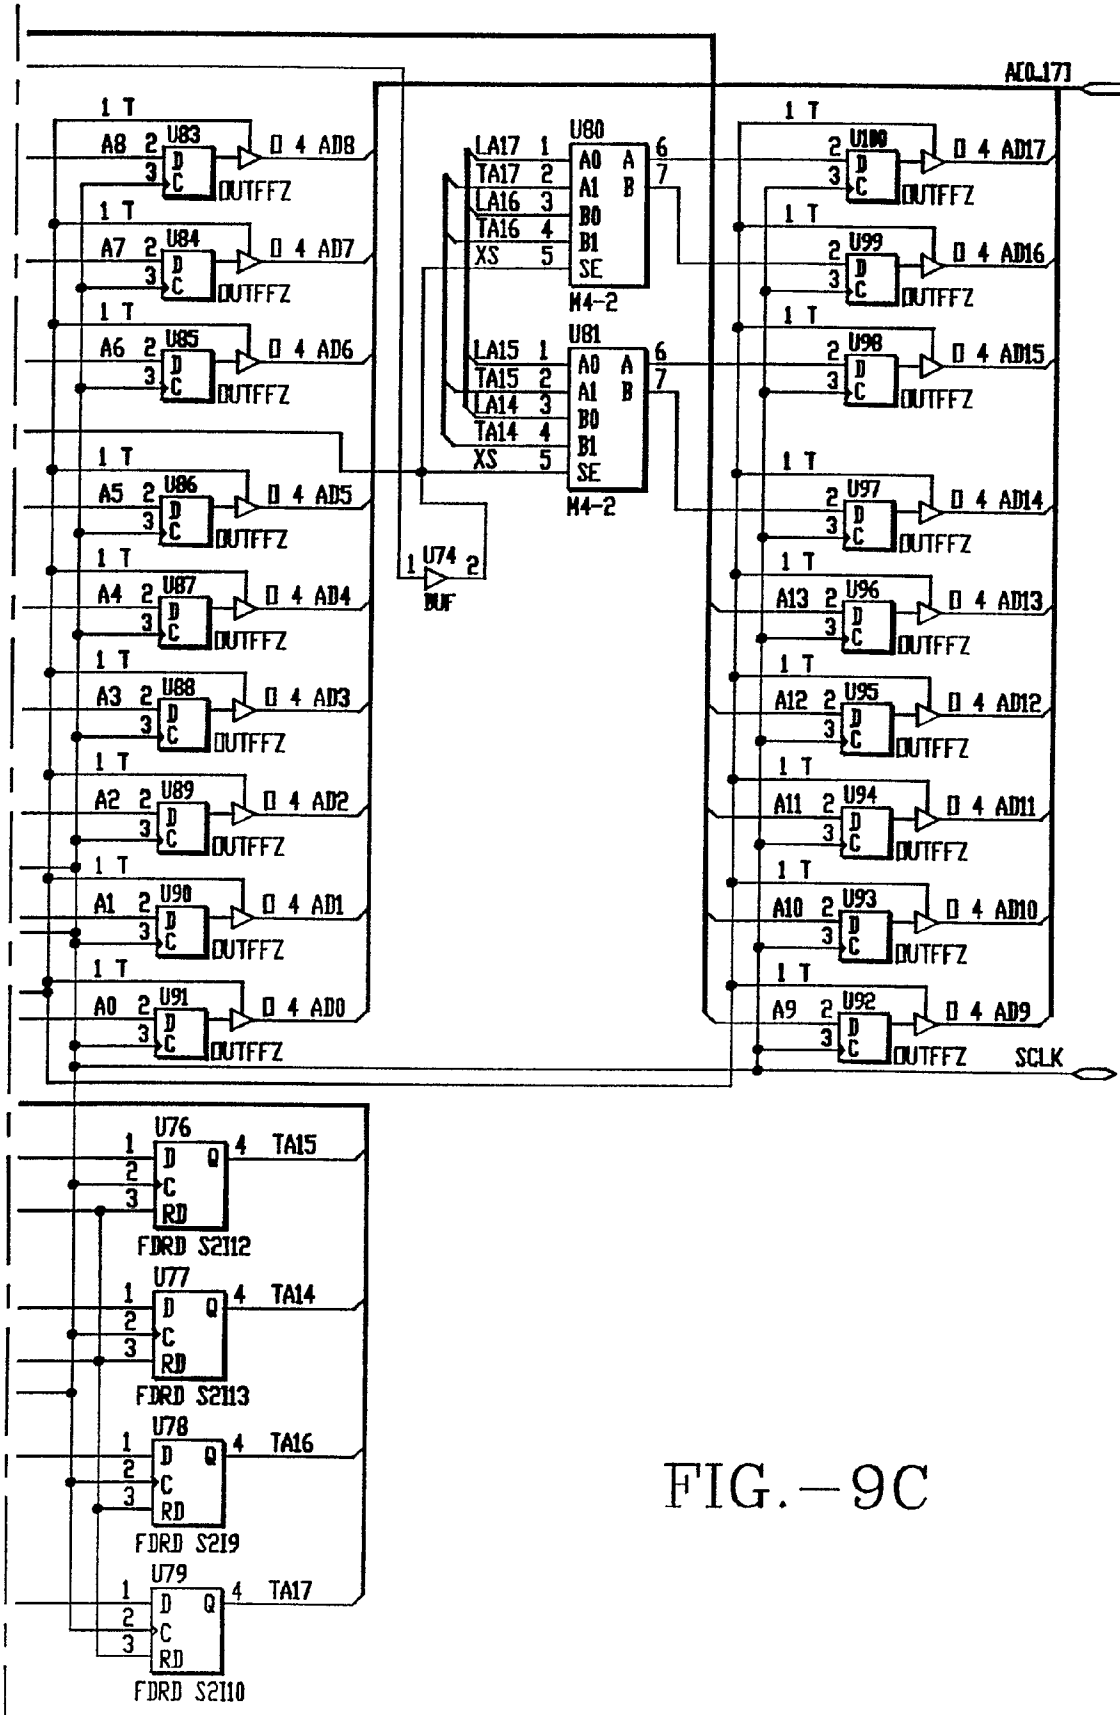 A[0..17]
1 T
A8 2 U83 O 4 AD8
D
3 C
OUTFFZ
1 T
A7 2 U84 O 4 AD7
D
3 C
OUTFFZ
1 T
A6 2 U85 O 4 AD6
D
3 C
OUTFFZ
1 T
A5 2 U86 O 4 AD5
D
3 C
OUTFFZ
1 T
A4 2 U87 O 4 AD4
D
3 C
OUTFFZ
1 T
A3 2 U88 O 4 AD3
D
3 C
OUTFFZ
1 T
A2 2 U89 O 4 AD2
D
3 C
OUTFFZ
1 T
A1 2 U90 O 4 AD1
D
3 C
OUTFFZ
1 T
A0 2 U91 O 4 AD0
D
3 C
OUTFFZ
U80
LA17 1 A0 A 6
TA17 2 A1 B 7
LA16 3 B0
TA16 4 B1
XS 5 SE
M4-2
U81
LA15 1 A0 A 6
TA15 2 A1 B 7
LA14 3 B0
TA14 4 B1
XS 5 SE
M4-2
1 U74 2
BUF
1 T
2 U100 O 4 AD17
D
3 C
OUTFFZ
1 T
2 U99 O 4 AD16
D
3 C
OUTFFZ
1 T
2 U98 O 4 AD15
D
3 C
OUTFFZ
1 T
2 U97 O 4 AD14
D
3 C
OUTFFZ
1 T
A13 2 U96 O 4 AD13
D
3 C
OUTFFZ
1 T
A12 2 U95 O 4 AD12
D
3 C
OUTFFZ
1 T
A11 2 U94 O 4 AD11
D
3 C
OUTFFZ
1 T
A10 2 U93 O 4 AD10
D
3 C
OUTFFZ
1 T
A9 2 U92 O 4 AD9
D
3 C
OUTFFZ
SCLK
U76
1 D Q 4 TA15
2 C
3 RD
FDRD S2I12
U77
1 D Q 4 TA14
2 C
3 RD
FDRD S2I13
U78
1 D Q 4 TA16
2 C
3 RD
FDRD S2I9
U79
1 D Q 4 TA17
2 C
3 RD
FDRD S2I10
FIG.-9C